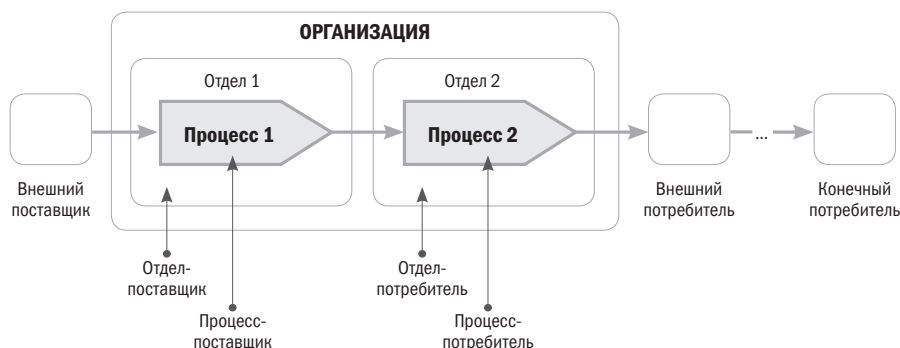 ОРГАНИЗАЦИЯ
Отдел 1
Отдел 2
Процесс 1
Процесс 2
...
Внешний
поставщик
Внешний
потребитель
Конечный
потребитель
Отдел-
поставщик
Отдел-
потребитель
Процесс-
поставщик
Процесс-
потребитель